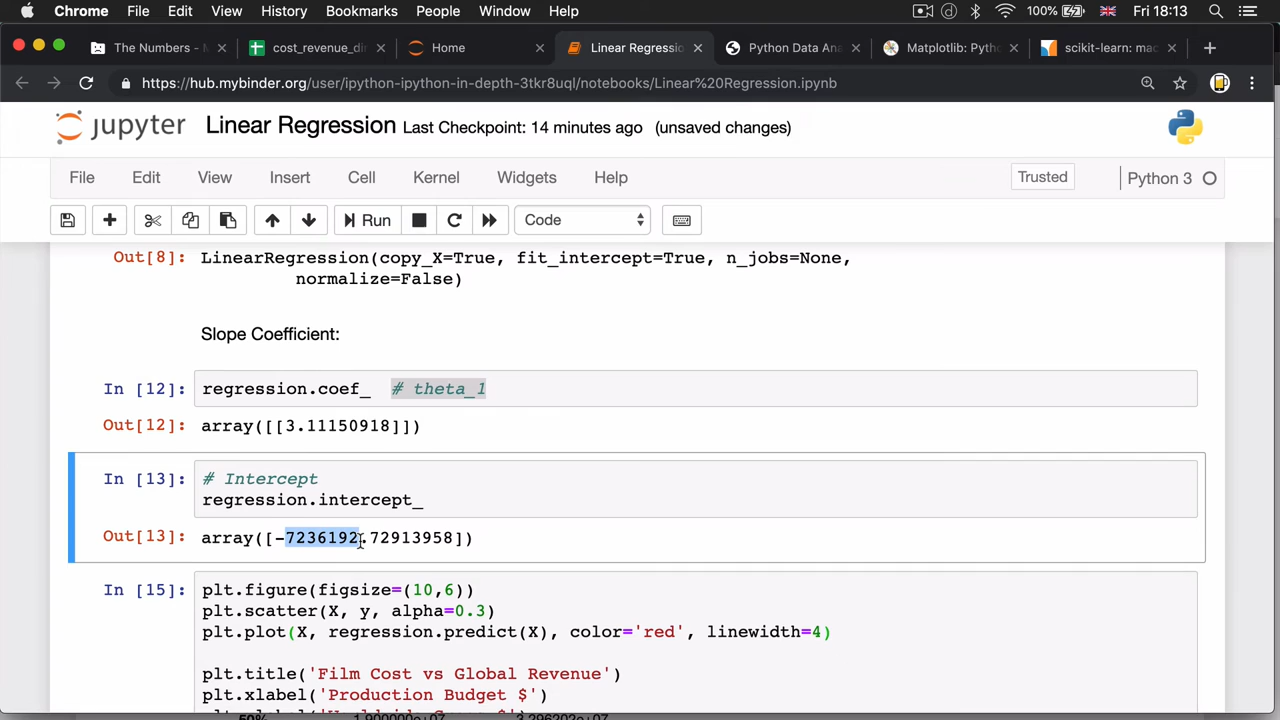 Chrome File Edit View History Bookmarks People Window Help 100% Fri 18:13
The Numbers - M cost_revenue_di Home Linear Regressio Python Data Ana Matplotlib: Pyth scikit-learn: mac
https://hub.mybinder.org/user/ipython-ipython-in-depth-3tkr8uql/notebooks/Linear%20Regression.ipynb
jupyter Linear Regression Last Checkpoint: 14 minutes ago (unsaved changes)
File Edit View Insert Cell Kernel Widgets Help Trusted Python 3
Run Code
Out[8]: LinearRegression(copy_X=True, fit_intercept=True, n_jobs=None,
normalize=False)
Slope Coefficient:
In [12]: regression.coef_ # theta_1
Out[12]: array([[3.11150918]])
In [13]: # Intercept
regression.intercept_
Out[13]: array([-7236192.72913958])
In [15]: plt.figure(figsize=(10,6))
plt.scatter(X, y, alpha=0.3)
plt.plot(X, regression.predict(X), color='red', linewidth=4)
plt.title('Film Cost vs Global Revenue')
plt.xlabel('Production Budget $')